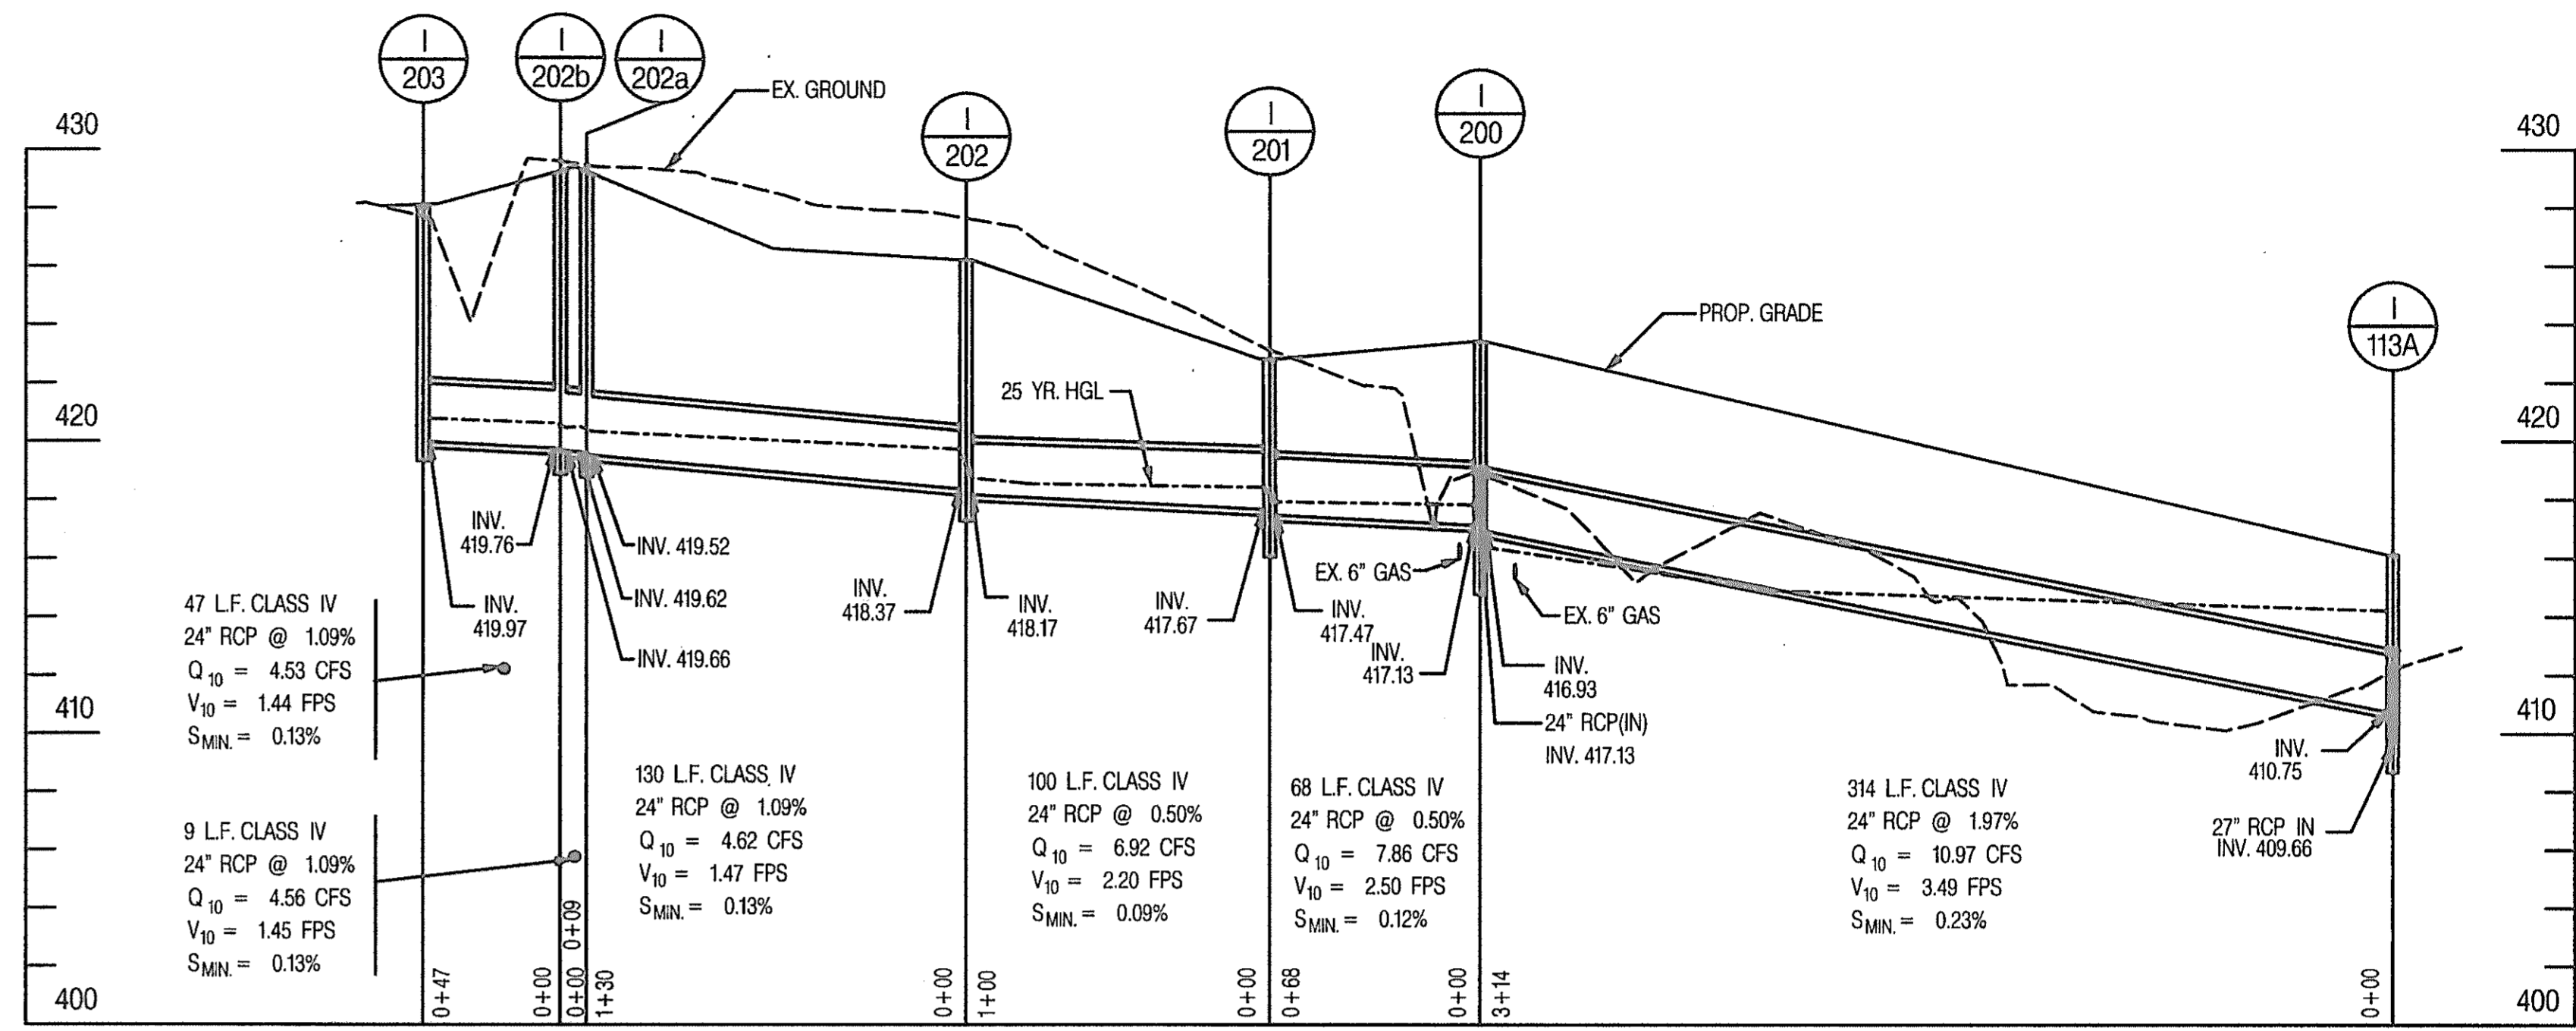 I
203
I
202b
I
202a
I
202
I
201
I
200
I
113A
EX. GROUND
430
430
PROP. GRADE
25 YR. HGL
420
420
INV.
419.76
INV. 419.52
INV. 419.62
INV. 419.66
INV.
419.97
INV.
418.37
INV.
418.17
INV.
417.67
INV.
417.47
EX. 6" GAS
EX. 6" GAS
INV.
417.13
INV.
416.93
24" RCP(IN)
INV. 417.13
410
410
INV.
410.75
27" RCP IN
INV. 409.66
47 L.F. CLASS IV
24" RCP @ 1.09%
Q10 = 4.53 CFS
V10 = 1.44 FPS
SMIN. = 0.13%
9 L.F. CLASS IV
24" RCP @ 1.09%
Q10 = 4.56 CFS
V10 = 1.45 FPS
SMIN. = 0.13%
130 L.F. CLASS IV
24" RCP @ 1.09%
Q10 = 4.62 CFS
V10 = 1.47 FPS
SMIN. = 0.13%
100 L.F. CLASS IV
24" RCP @ 0.50%
Q10 = 6.92 CFS
V10 = 2.20 FPS
SMIN. = 0.09%
68 L.F. CLASS IV
24" RCP @ 0.50%
Q10 = 7.86 CFS
V10 = 2.50 FPS
SMIN. = 0.12%
314 L.F. CLASS IV
24" RCP @ 1.97%
Q10 = 10.97 CFS
V10 = 3.49 FPS
SMIN. = 0.23%
400
0+47
0+00
0+09
0+00
1+30
0+00
1+00
0+00
0+68
0+00
3+14
0+00
400